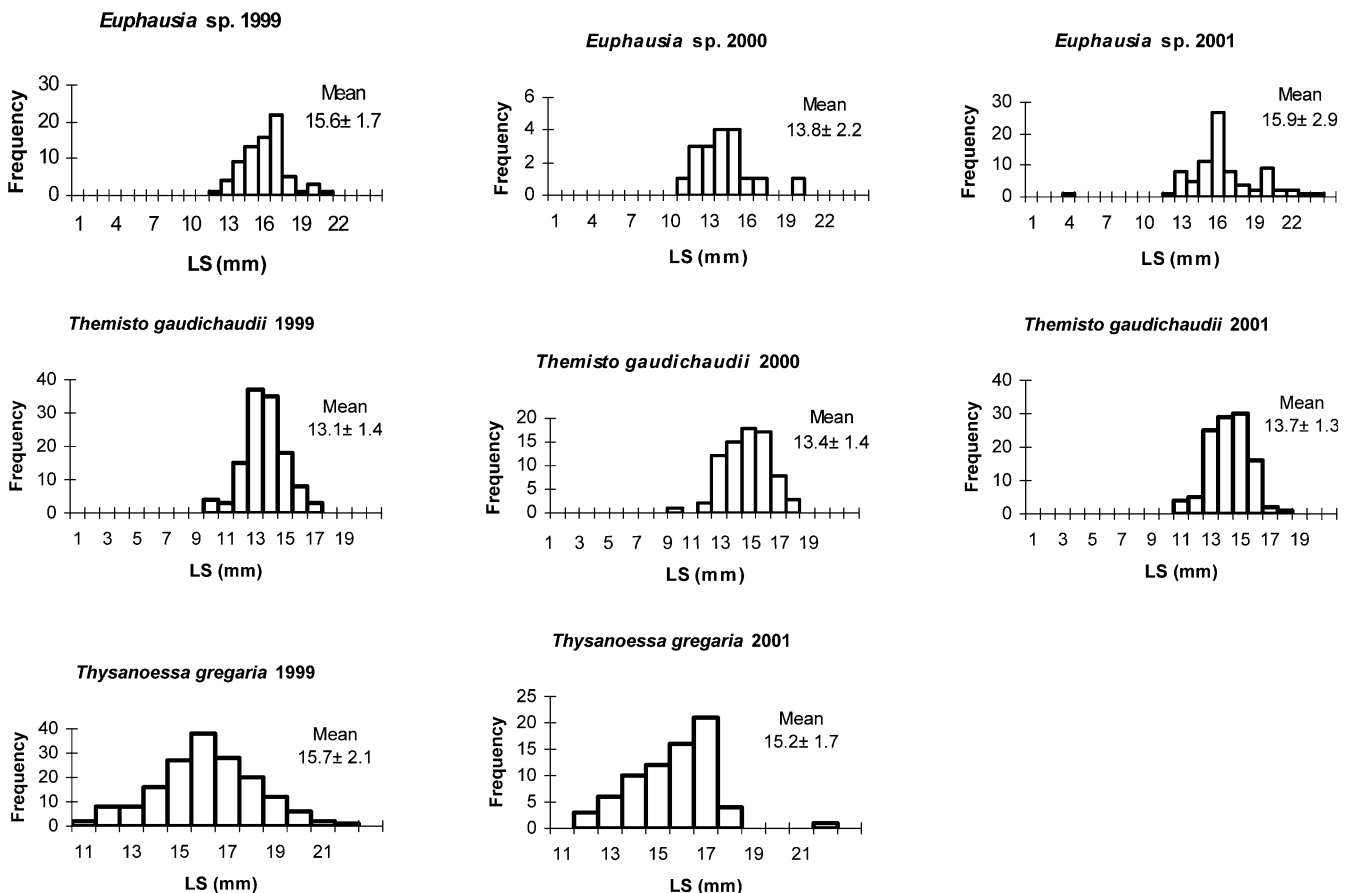 Euphausia sp. 1999
Frequency
30
20
10
0
Mean
15.6± 1.7
1 4 7 10 13 16 19 22
LS (mm)
Euphausia sp. 2000
Frequency
6
4
2
0
Mean
13.8± 2.2
1 4 7 10 13 16 19 22
LS (mm)
Euphausia sp. 2001
Frequency
30
20
10
0
Mean
15.9± 2.9
1 4 7 10 13 16 19 22
LS (mm)
Themisto gaudichaudii 1999
Frequency
40
30
20
10
0
Mean
13.1± 1.4
1 3 5 7 9 11 13 15 17 19
LS (mm)
Themisto gaudichaudii 2000
Frequency
20
15
10
5
0
Mean
13.4± 1.4
1 3 5 7 9 11 13 15 17 19
LS (mm)
Themisto gaudichaudii 2001
Frequency
40
30
20
10
0
Mean
13.7± 1.3
1 3 5 7 9 11 13 15 17 19
LS (mm)
Thysanoessa gregaria 1999
Frequency
40
30
20
10
0
Mean
15.7± 2.1
11 13 15 17 19 21
LS (mm)
Thysanoessa gregaria 2001
Frequency
25
20
15
10
5
0
Mean
15.2± 1.7
11 13 15 17 19 21
LS (mm)